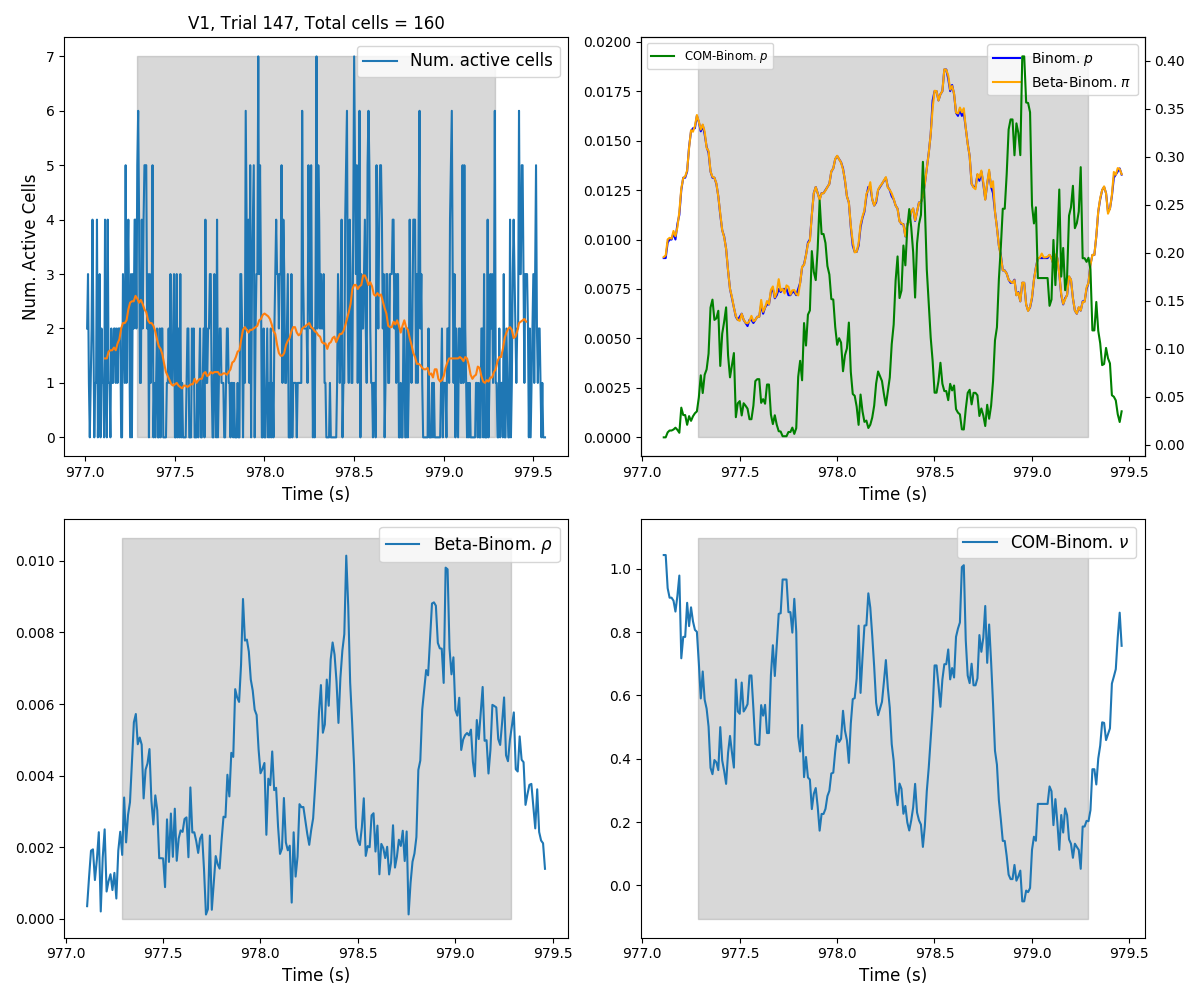 V1, Trial 147, Total cells = 160
Num. active cells
Num. Active Cells
7
6
5
4
3
2
1
0
977.0 977.5 978.0 978.5 979.0 979.5
Time (s)
COM-Binom. p
Binom. p
Beta-Binom. π
0.0200
0.0175
0.0150
0.0125
0.0100
0.0075
0.0050
0.0025
0.0000
0.40
0.35
0.30
0.25
0.20
0.15
0.10
0.05
0.00
977.0 977.5 978.0 978.5 979.0 979.5
Time (s)
Beta-Binom. ρ
0.010
0.008
0.006
0.004
0.002
0.000
977.0 977.5 978.0 978.5 979.0 979.5
Time (s)
COM-Binom. ν
1.0
0.8
0.6
0.4
0.2
0.0
977.0 977.5 978.0 978.5 979.0 979.5
Time (s)